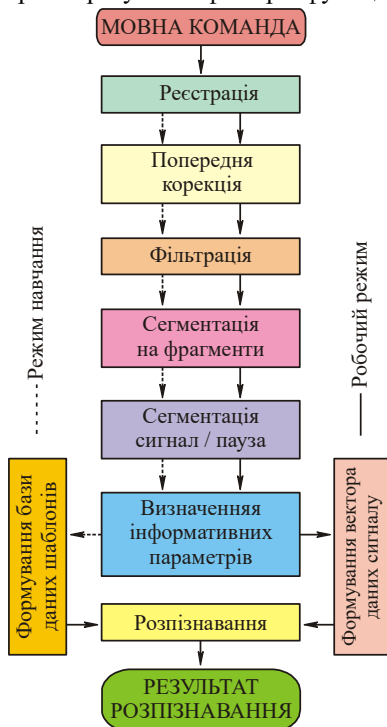 МОВНА КОМАНДА
Реєстрація
Попередня
корекція
Фільтрація
Сегментація
на фрагменти
Сегментація
сигнал / пауза
Визначенняя
інформативних
параметрів
Режим навчання
Робочий режим
Формування бази
даних шаблонів
Формування вектора
даних сигналу
Розпізнавання
РЕЗУЛЬТАТ
РОЗПІЗНАВАННЯ